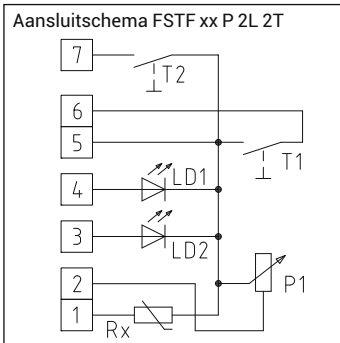 Aansluitschema FSTF xx P 2L 2T
7
T2
6
5
T1
4
LD1
3
LD2
2
P1
1
Rx